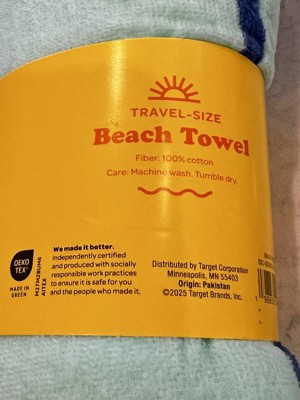 TRAVEL-SIZE
Beach Towel
Fiber: 100% cotton
Care: Machine wash. Tumble dry.
We made it better.
Independently certified
and produced with socially
responsible work practices
to ensure it is safe for you
and the people who made it.
OEKO
TEX®
MADE IN
GREEN
AITEX
Distributed by Target Corporation
Minneapolis, MN 55403
Origin: Pakistan
©2025 Target Brands, Inc.